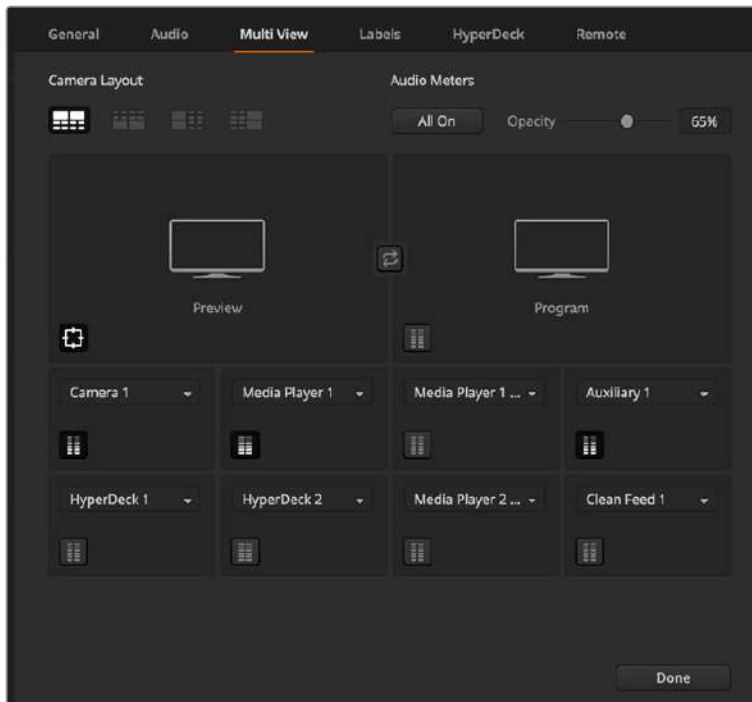 General Audio Multi View Labels HyperDeck Remote
Camera Layout Audio Meters
All On Opacity 65%
Preview Program
Camera 1 Media Player 1 Media Player 1 ... Auxiliary 1
HyperDeck 1 HyperDeck 2 Media Player 2 ... Clean Feed 1
Done